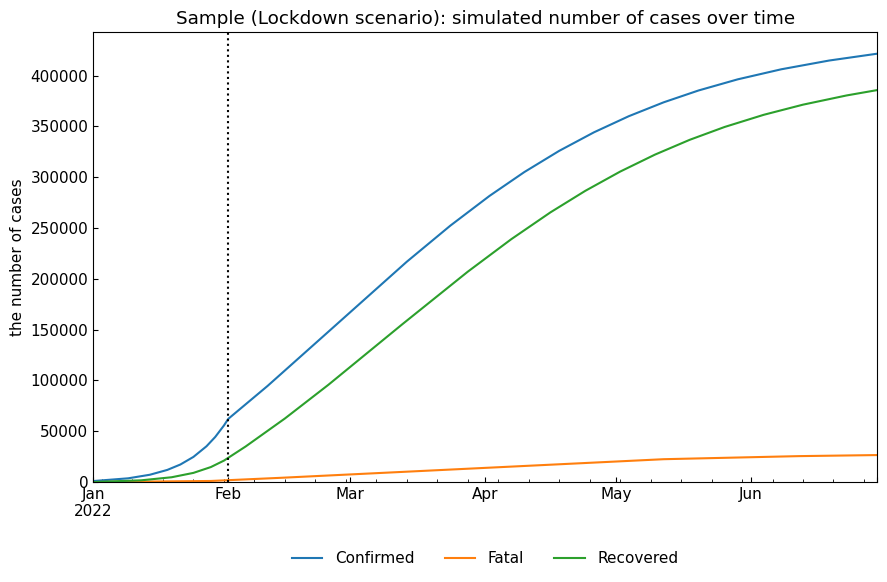 Sample (Lockdown scenario): simulated number of cases over time
the number of cases
400000
350000
300000
250000
200000
150000
100000
50000
0
Jan Feb Mar Apr May Jun
2022
Confirmed Fatal Recovered